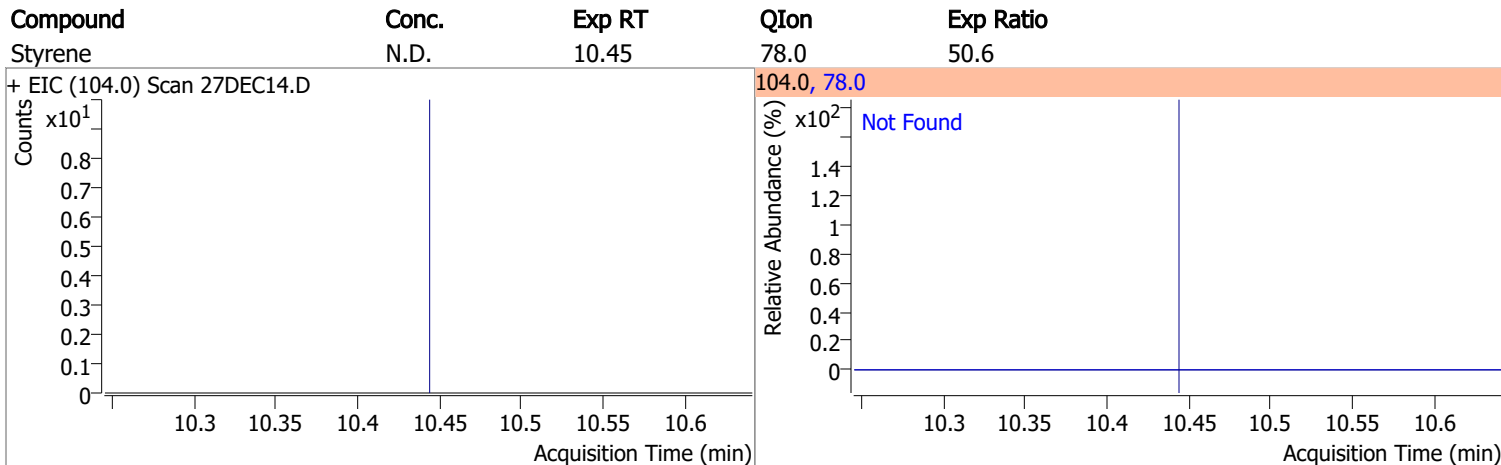 Compound Conc. Exp RT QIon Exp Ratio
Styrene N.D. 10.45 78.0 50.6
+ EIC (104.0) Scan 27DEC14.D
Counts
x10¹
0.8
0.7
0.6
0.5
0.4
0.3
0.2
0.1
0
10.3 10.35 10.4 10.45 10.5 10.55 10.6
Acquisition Time (min)
104.0, 78.0
Relative Abundance (%)
x10²
Not Found
1.4
1.2
1
0.8
0.6
0.4
0.2
0
10.3 10.35 10.4 10.45 10.5 10.55 10.6
Acquisition Time (min)